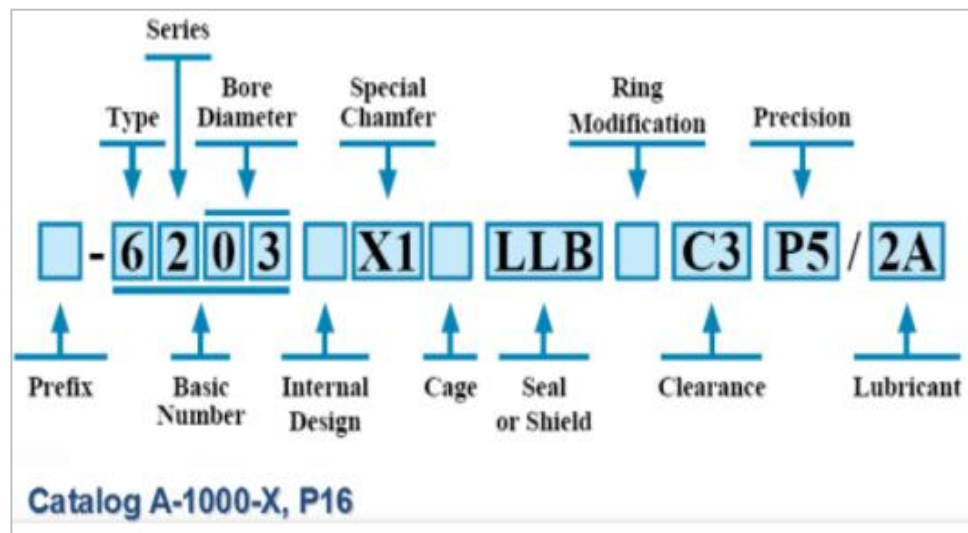 Series
Bore
Diameter
Type
Special
Chamfer
Ring
Modification
Precision
- 6 2 0 3 X1 LLB C3 P5 / 2A
Prefix
Basic
Number
Internal
Design
Cage
Seal
or Shield
Clearance
Lubricant
Catalog A-1000-X, P16